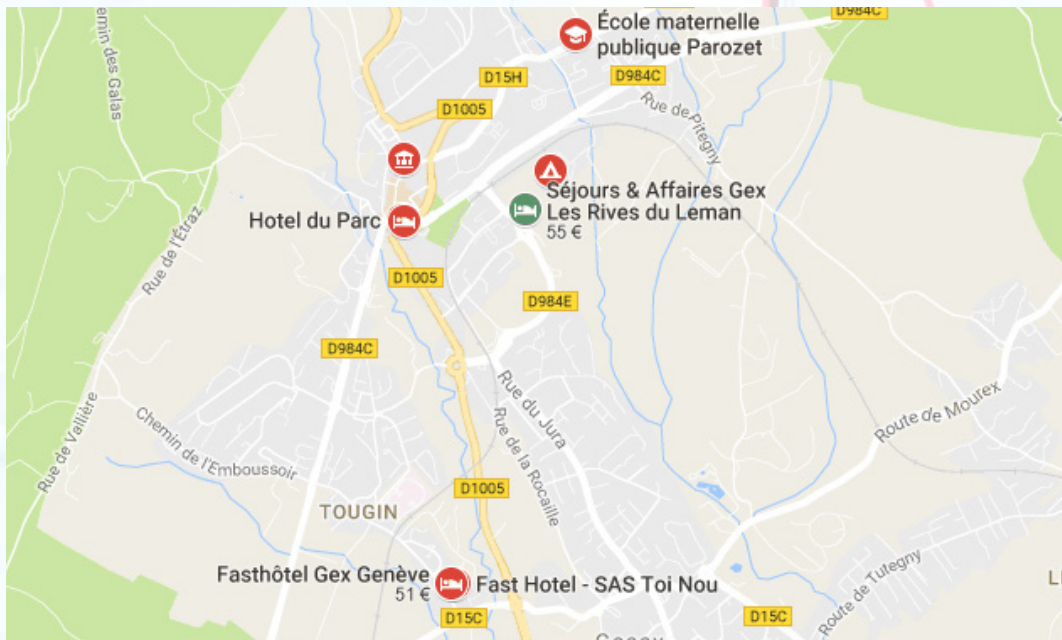 École maternelle
publique Parozet
D984C
Chemin des Galas
D15H
D984C
D1005
Rue de Pitegny
Séjours & Affaires Gex
Les Rives du Leman
55 €
Hotel du Parc
Rue de l'Étraz
D1005
D984E
D984C
Rue du Jura
Route de Mourex
Rue de Vallière
Chemin de l'Emboussoir
Rue de la Rocaille
D1005
TOUGIN
Fasthôtel Gex Genève
51 €
Fast Hotel - SAS Toi Nou
Route de Tutegny
D15C
D15C